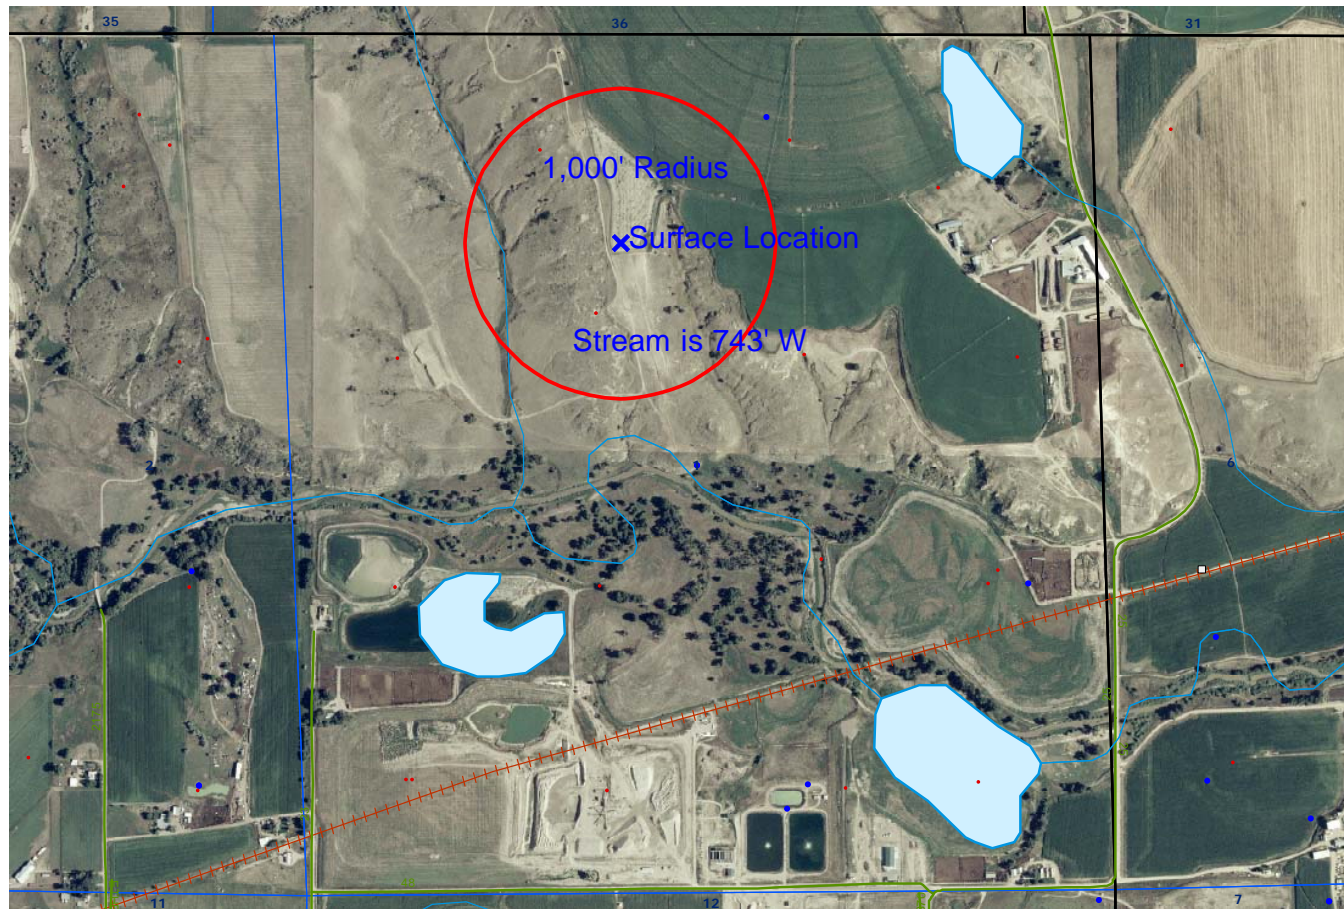 35
36
31
1,000' Radius
Surface Location
Stream is 743' W
2
6
11
12
7